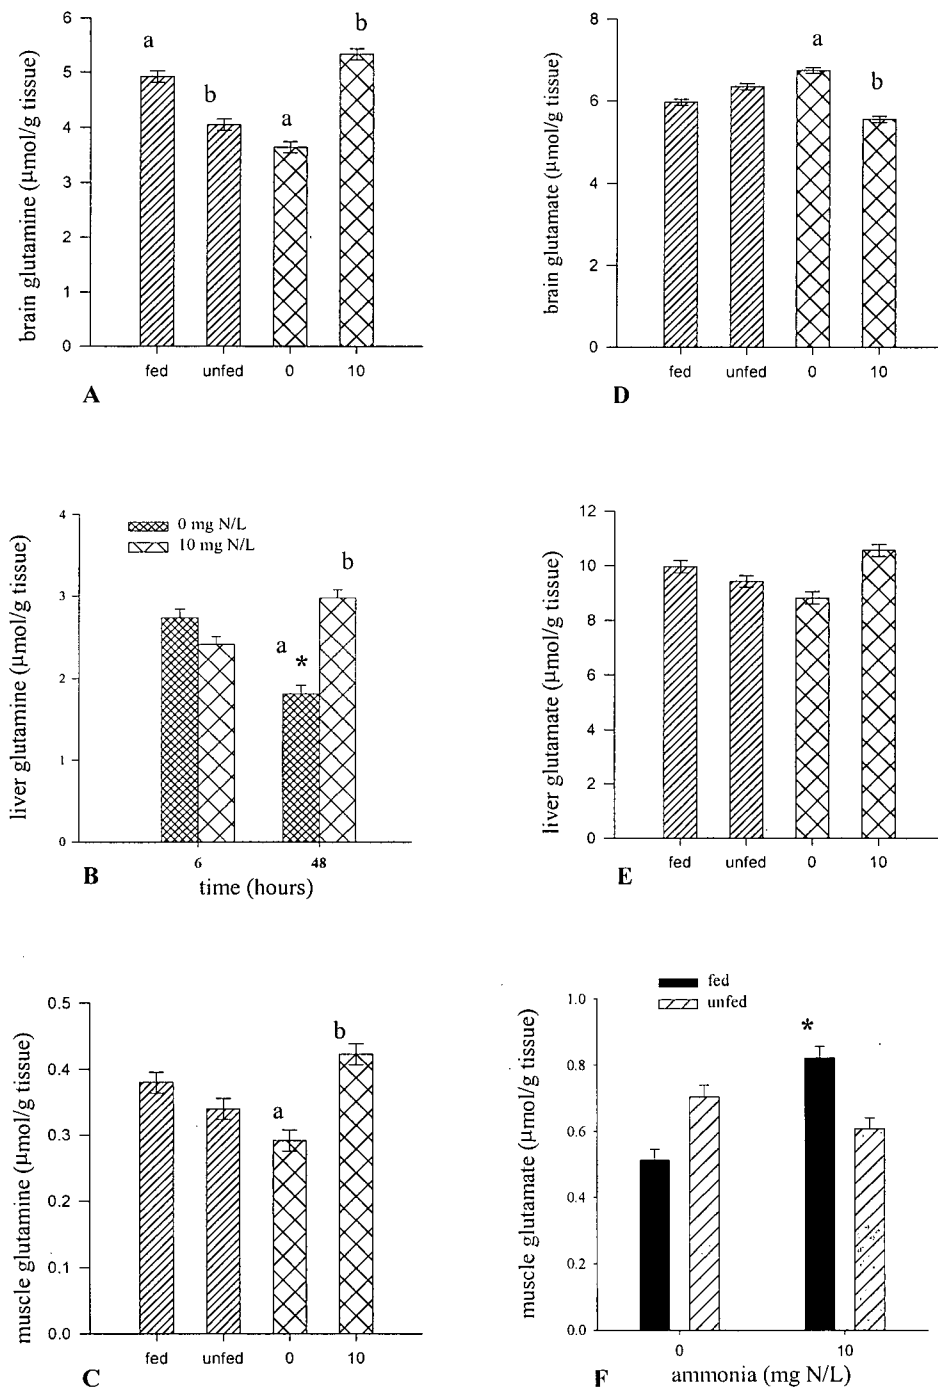 6
5
4
3
2
1
0
brain glutamine (µmol/g tissue)
a
b
a
b
fed
unfed
0
10
A
8
6
4
2
0
brain glutamate (µmol/g tissue)
a
b
fed
unfed
0
10
D
4
3
2
1
0
liver glutamine (µmol/g tissue)
0 mg N/L
10 mg N/L
a
*
b
6
48
time (hours)
B
12
10
8
6
4
2
0
liver glutamate (µmol/g tissue)
fed
unfed
0
10
E
0.5
0.4
0.3
0.2
0.1
0.0
muscle glutamine (µmol/g tissue)
a
b
fed
unfed
0
10
C
1.0
0.8
0.6
0.4
0.2
0.0
muscle glutamate (µmol/g tissue)
fed
unfed
*
0
10
ammonia (mg N/L)
F